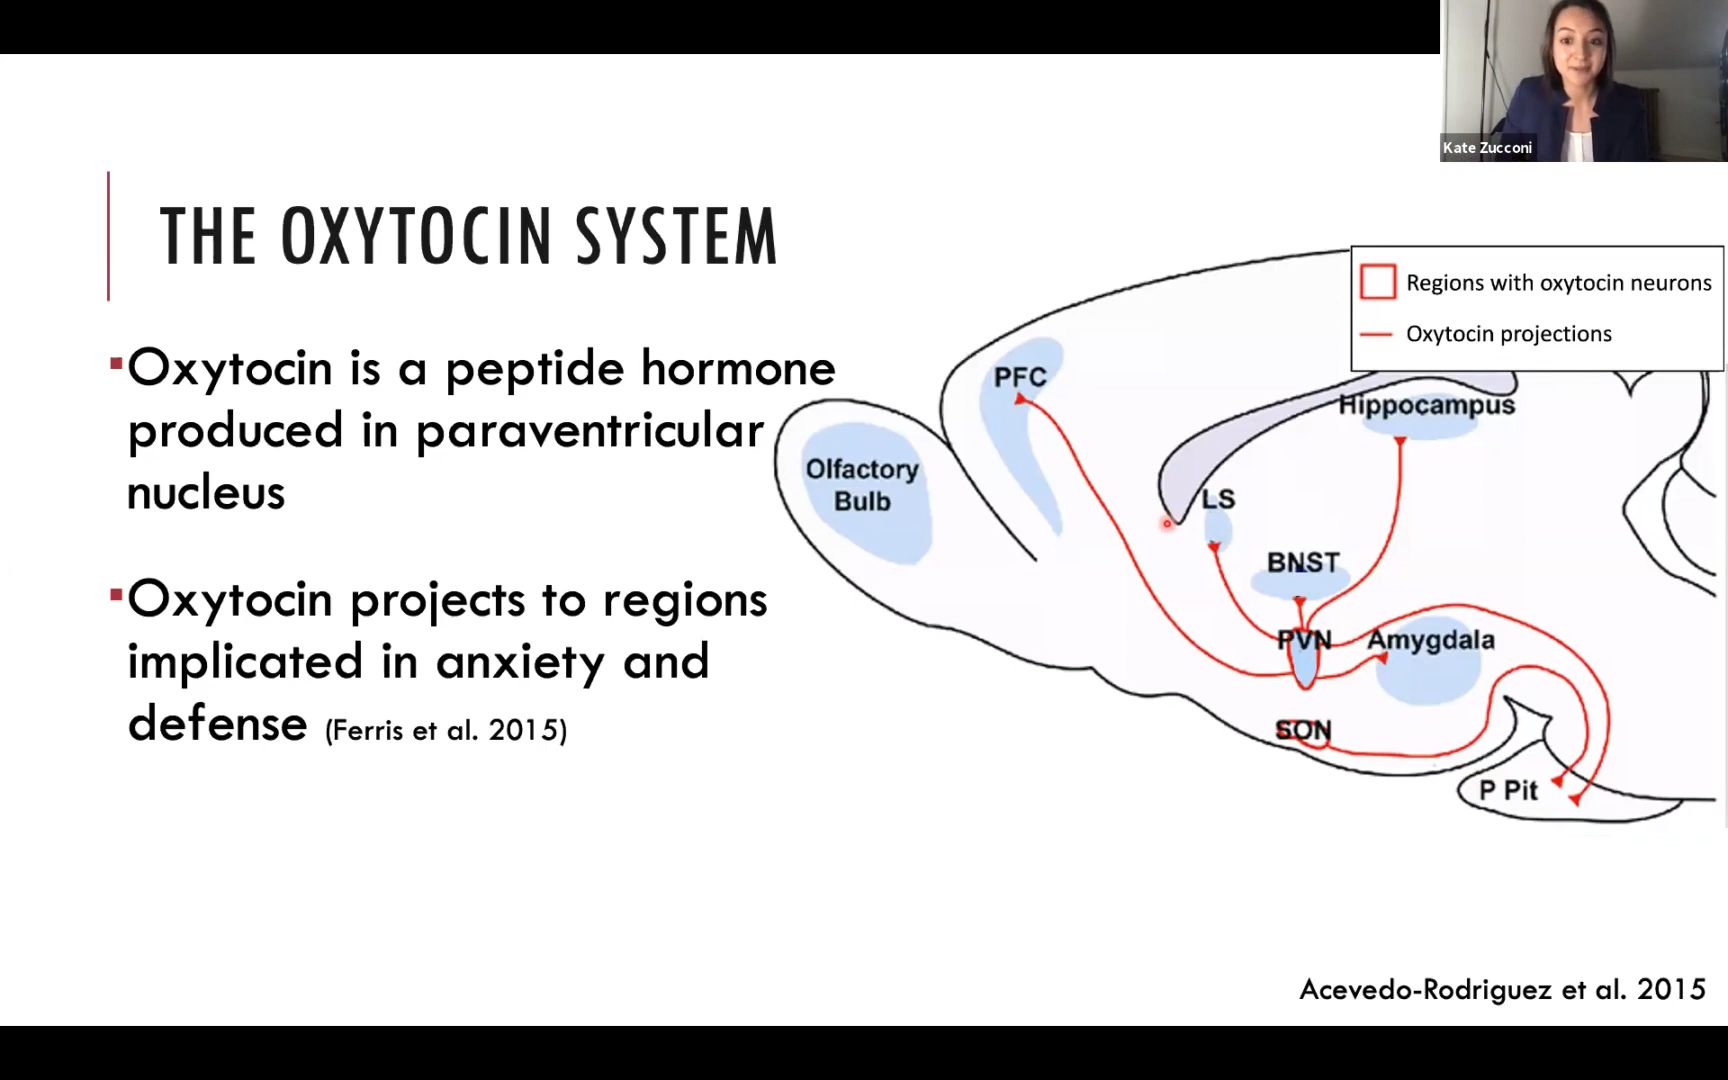 Kate Zucconi
THE OXYTOCIN SYSTEM
▪Oxytocin is a peptide hormone
produced in paraventricular
nucleus
▪Oxytocin projects to regions
implicated in anxiety and
defense (Ferris et al. 2015)
Regions with oxytocin neurons
Oxytocin projections
PFC
Hippocampus
Olfactory
Bulb
LS
BNST
PVN
Amygdala
SON
P Pit
Acevedo-Rodriguez et al. 2015